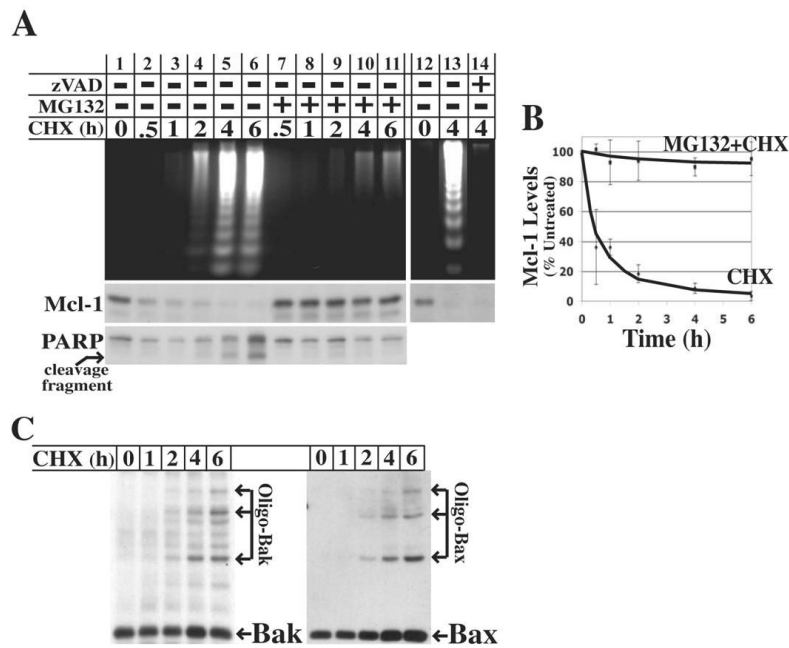 A
1 2 3 4 5 6 7 8 9 10 11 12 13 14
zVAD − − − − − − − − − − − − − +
MG132 − − − − − − + + + + + − − −
CHX (h) 0 .5 1 2 4 6 .5 1 2 4 6 0 4 4
Mcl-1
PARP
cleavage
fragment
B
MG132+CHX
CHX
Mcl-1 Levels
(% Untreated)
100
80
60
40
20
0
0 1 2 3 4 5 6
Time (h)
C
CHX (h) 0 1 2 4 6 0 1 2 4 6
Oligo-Bak
Oligo-Bax
Bak
Bax